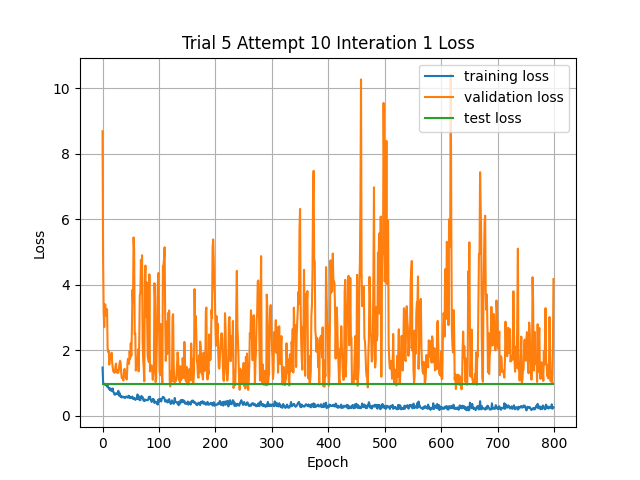 Trial 5 Attempt 10 Interation 1 Loss
training loss
validation loss
test loss
Loss
10
8
6
4
2
0
0 100 200 300 400 500 600 700 800
Epoch